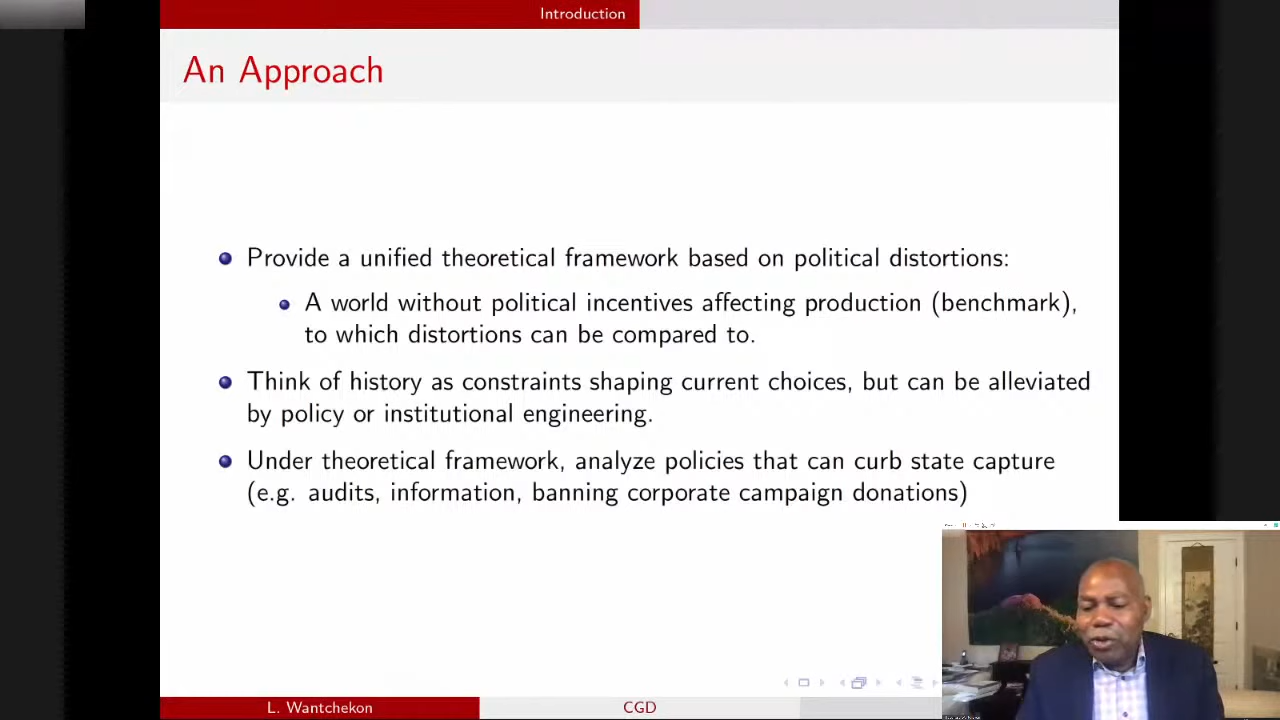 Introduction
An Approach
Provide a unified theoretical framework based on political distortions:
A world without political incentives affecting production (benchmark),
to which distortions can be compared to.
Think of history as constraints shaping current choices, but can be alleviated
by policy or institutional engineering.
Under theoretical framework, analyze policies that can curb state capture
(e.g. audits, information, banning corporate campaign donations)
L. Wantchekon
CGD